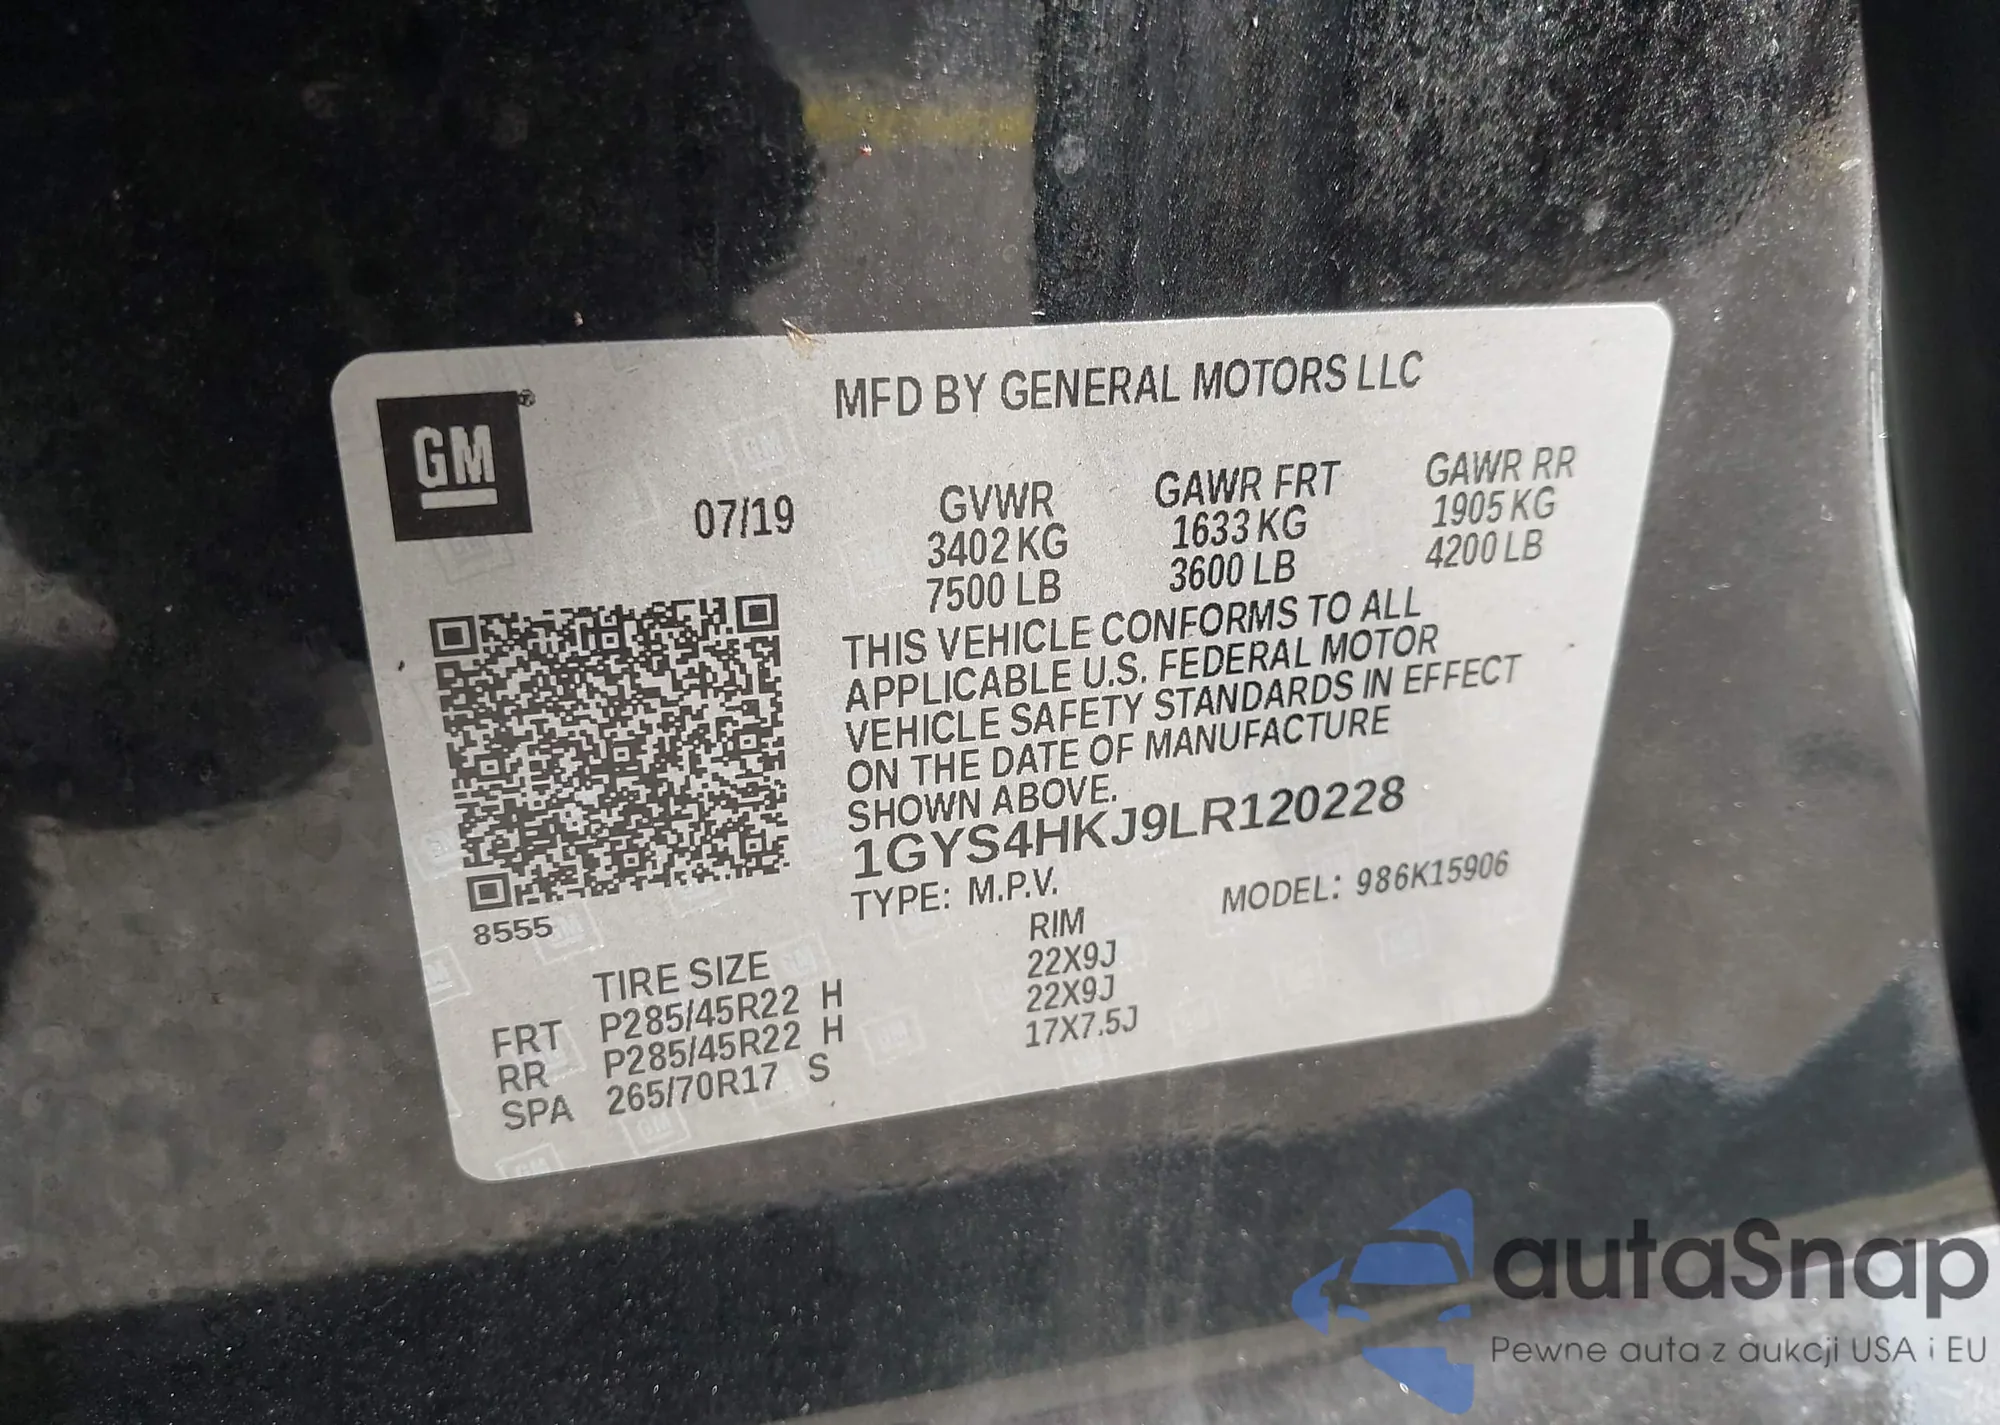 MFD BY GENERAL MOTORS LLC
GM®
07/19
GVWR GAWR FRT GAWR RR
3402 KG 1633 KG 1905 KG
7500 LB 3600 LB 4200 LB
THIS VEHICLE CONFORMS TO ALL
APPLICABLE U.S. FEDERAL MOTOR
VEHICLE SAFETY STANDARDS IN EFFECT
ON THE DATE OF MANUFACTURE
SHOWN ABOVE.
1GYS4HKJ9LR120228
TYPE: M.P.V. MODEL: 986K15906
8555
TIRE SIZE RIM
FRT P285/45R22 H 22X9J
RR P285/45R22 H 22X9J
SPA 265/70R17 S 17X7.5J
autaSnap
Pewne auta z aukcji USA i EU